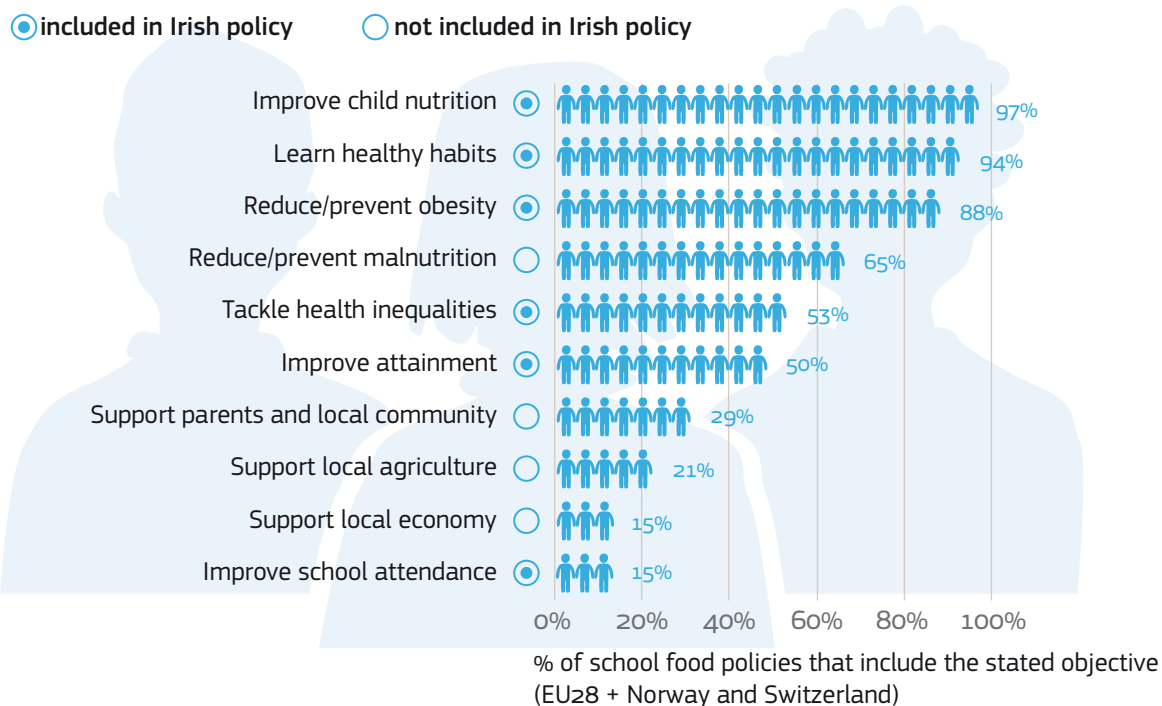 included in Irish policy not included in Irish policy
Improve child nutrition 97%
Learn healthy habits 94%
Reduce/prevent obesity 88%
Reduce/prevent malnutrition 65%
Tackle health inequalities 53%
Improve attainment 50%
Support parents and local community 29%
Support local agriculture 21%
Support local economy 15%
Improve school attendance 15%
0% 20% 40% 60% 80% 100%
% of school food policies that include the stated objective
(EU28 + Norway and Switzerland)